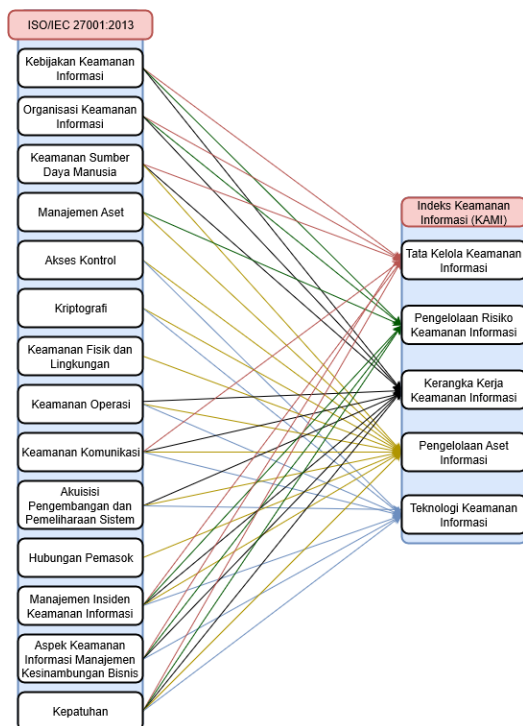 ISO/IEC 27001:2013
Kebijakan Keamanan
Informasi
Organisasi Keamanan
Informasi
Keamanan Sumber
Daya Manusia
Manajemen Aset
Akses Kontrol
Kriptografi
Keamanan Fisik dan
Lingkungan
Keamanan Operasi
Keamanan Komunikasi
Akuisisi
Pengembangan dan
Pemeliharaan Sistem
Hubungan Pemasok
Manajemen Insiden
Keamanan Informasi
Aspek Keamanan
Informasi Manajemen
Kesinambungan Bisnis
Kepatuhan
Indeks Keamanan
Informasi (KAMI)
Tata Kelola Keamanan
Informasi
Pengelolaan Risiko
Keamanan Informasi
Kerangka Kerja
Keamanan Informasi
Pengelolaan Aset
Informasi
Teknologi Keamanan
Informasi